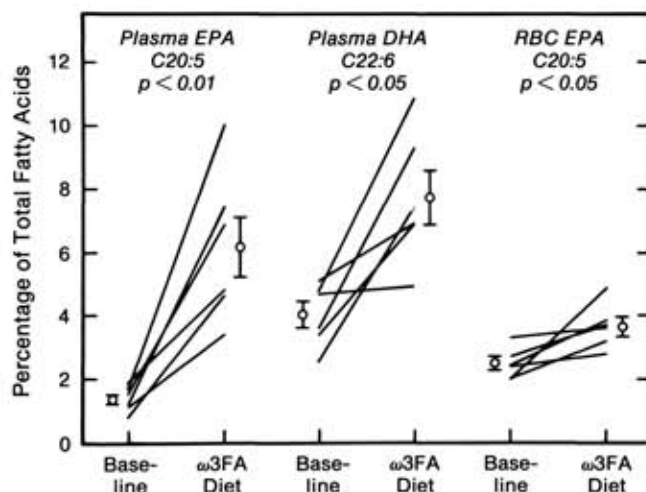 Percentage of Total Fatty Acids
12
10
8
6
4
2
0
Plasma EPA
C20:5
p < 0.01
Plasma DHA
C22:6
p < 0.05
RBC EPA
C20:5
p < 0.05
Base-
line
ω3FA
Diet
Base-
line
ω3FA
Diet
Base-
line
ω3FA
Diet